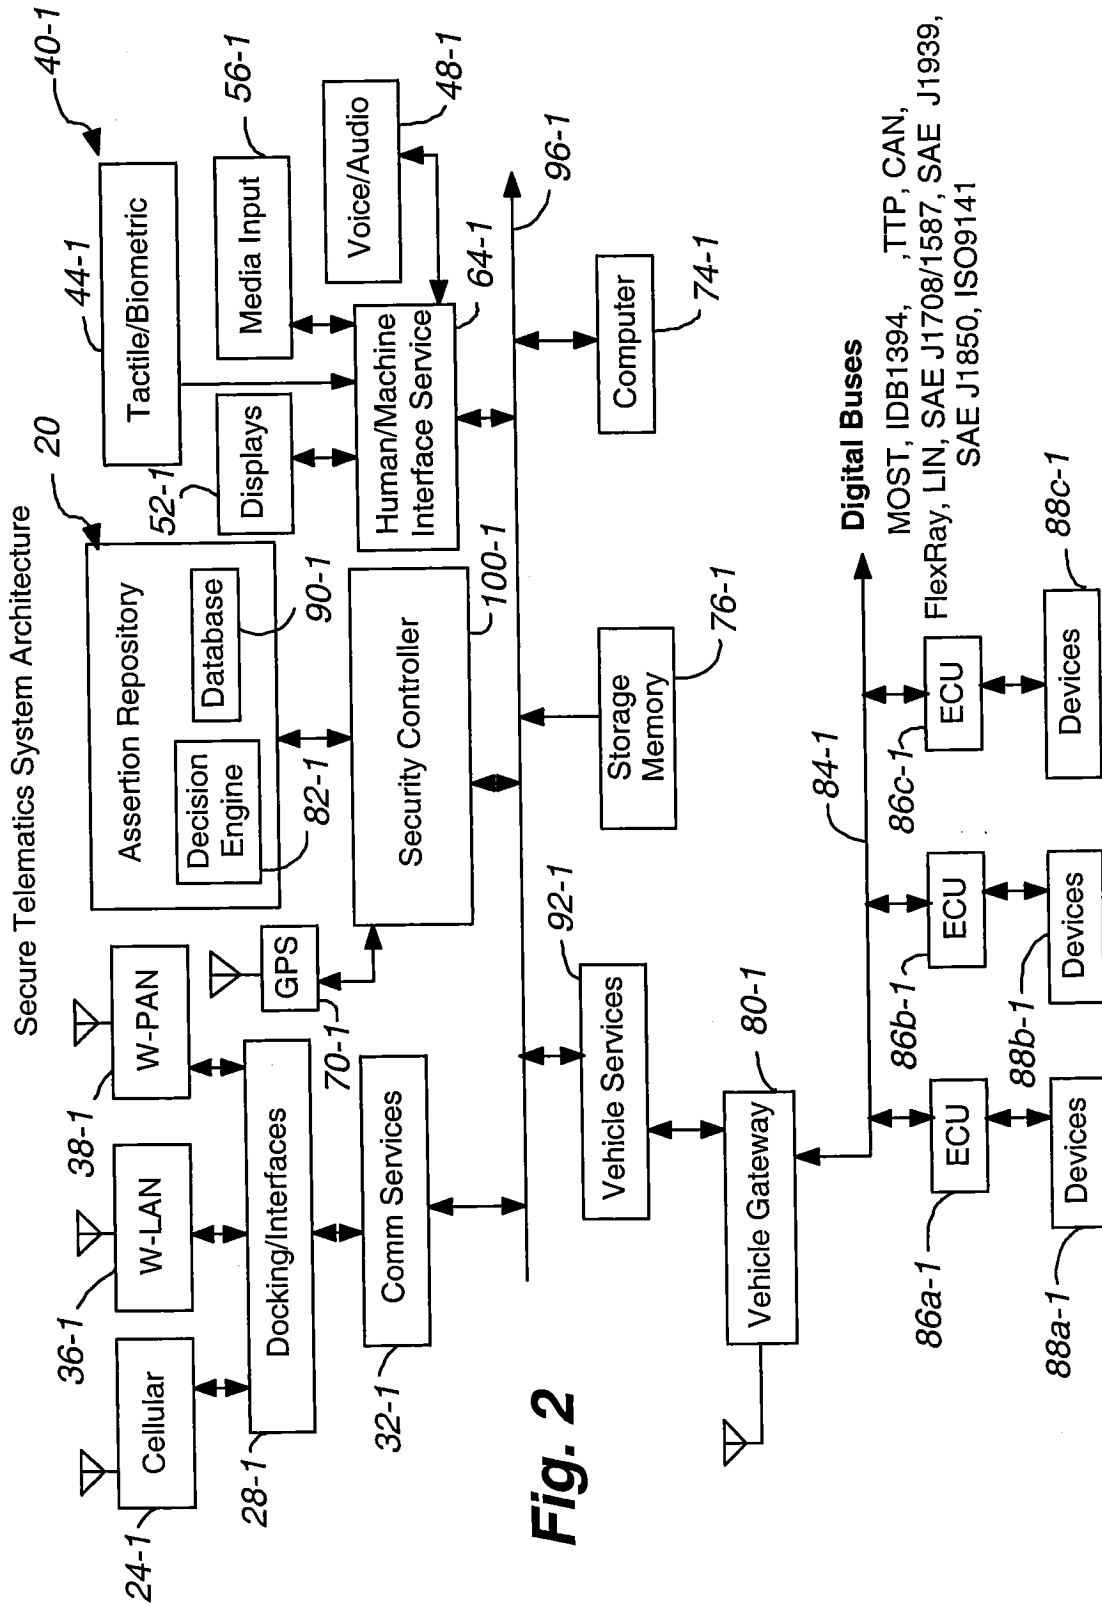 Secure Telematics System Architecture
40-1
20
44-1
Tactile/Biometric
24-1
Cellular
36-1
W-LAN
38-1
W-PAN
Assertion Repository
Decision
Engine
82-1
Database
90-1
52-1
Displays
Media Input
56-1
Voice/Audio
48-1
28-1
Docking/Interfaces
GPS
70-1
32-1
Comm Services
Security Controller
100-1
Human/Machine
Interface Service
64-1
96-1
Vehicle Services
92-1
Storage
Memory
76-1
Computer
74-1
Fig. 2
Vehicle Gateway
80-1
84-1
Digital Buses
MOST, IDB1394, ,TTP, CAN,
FlexRay, LIN, SAE J1708/1587, SAE J1939,
SAE J1850, ISO9141
86a-1
ECU
86b-1
ECU
86c-1
ECU
88a-1
Devices
88b-1
Devices
88c-1
Devices